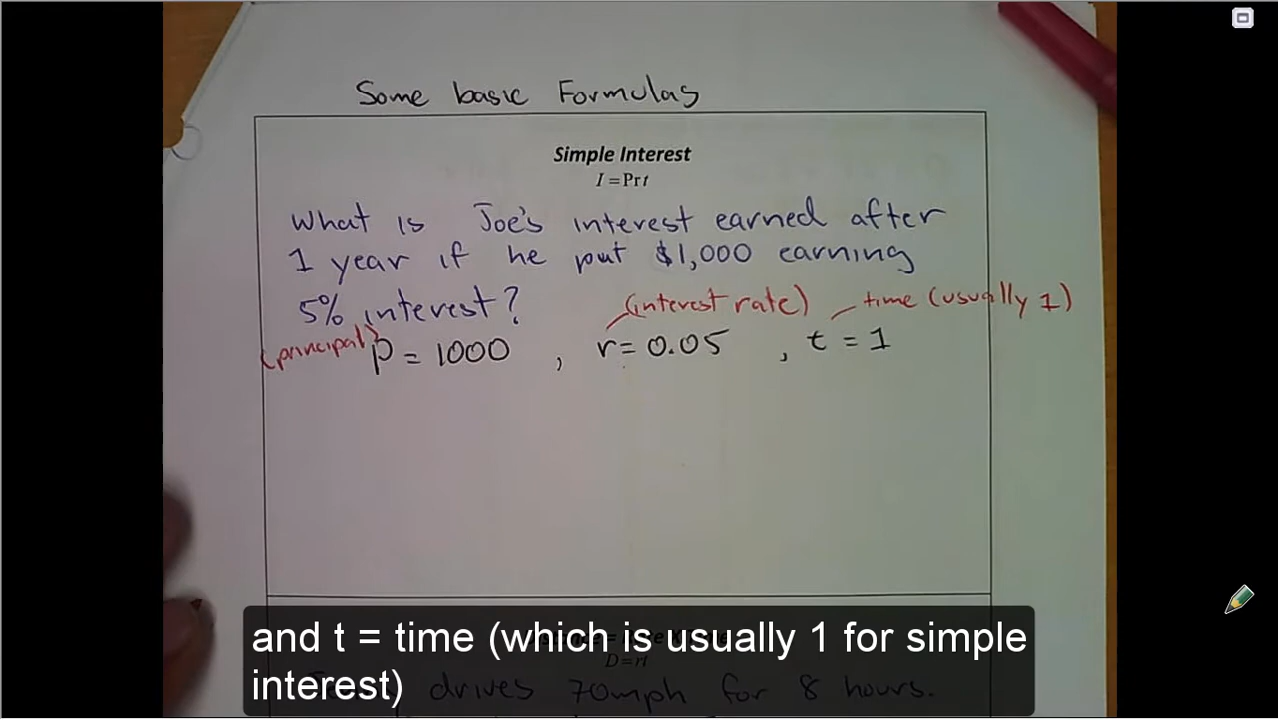 Some basic Formulas
Simple Interest
I = Prt
What is Joe's interest earned after
1 year if he put $1,000 earning
5% interest?
(interest rate)
time (usually 1)
(principal)
P = 1000 , r = 0.05 , t = 1
and t = time (which is usually 1 for simple
interest)
D = rt
drives 70mph for 8 hours.